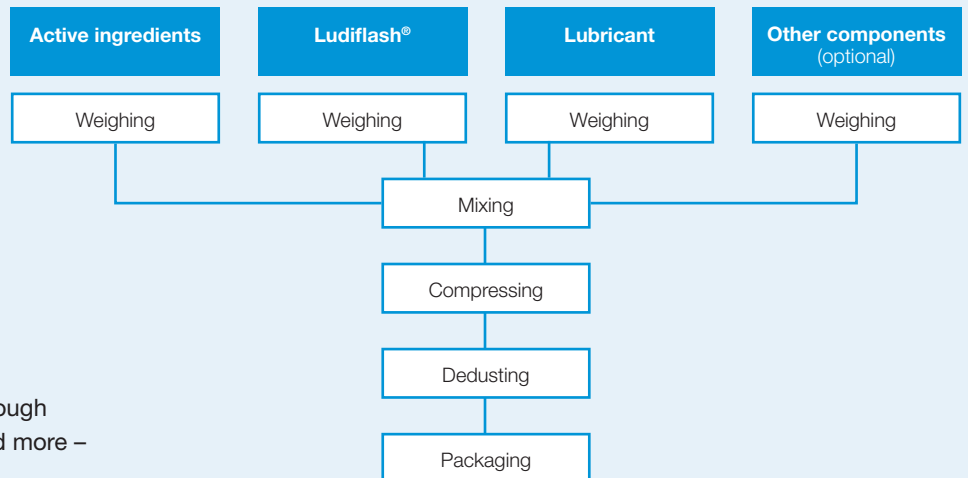 Active ingredients
Ludiflash®
Lubricant
Other components
(optional)
Weighing
Weighing
Weighing
Weighing
Mixing
Compressing
Dedusting
Packaging
ough
d more –